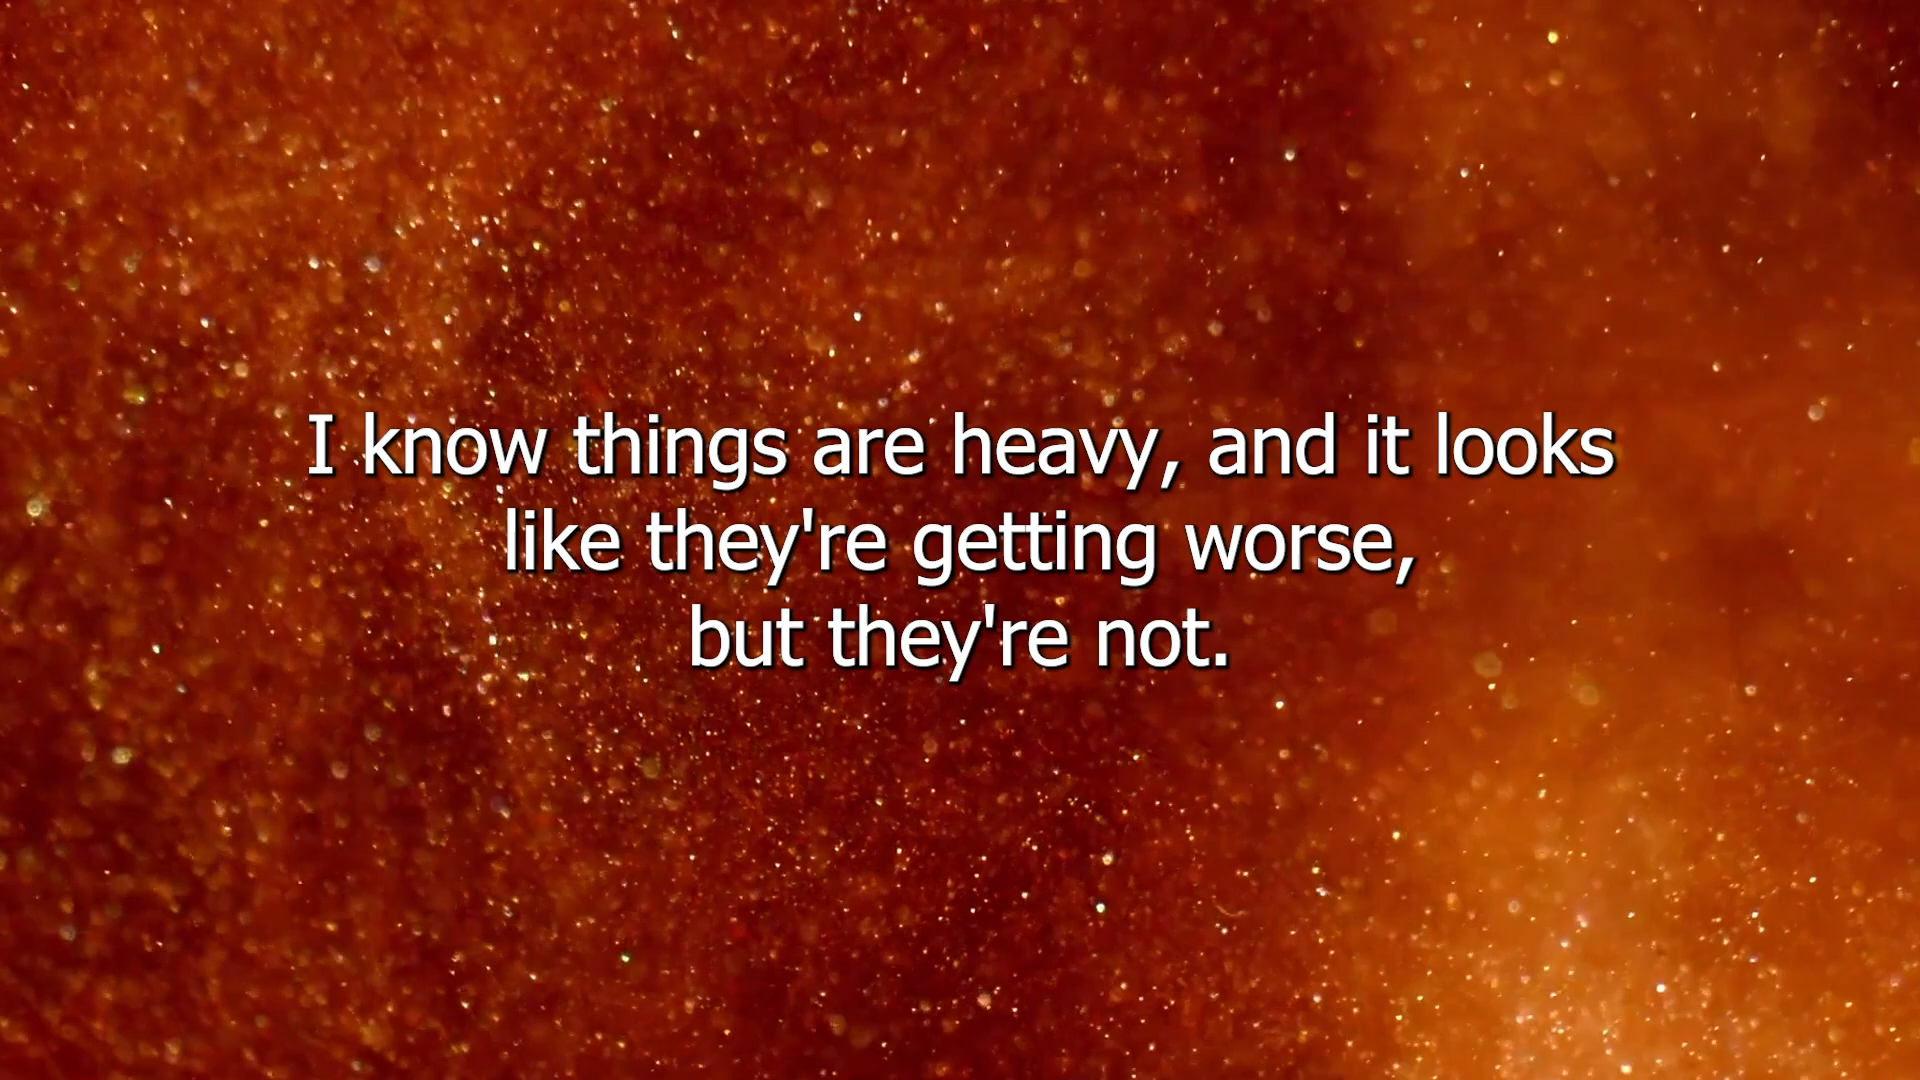 I know things are heavy, and it looks
like they're getting worse,
but they're not.